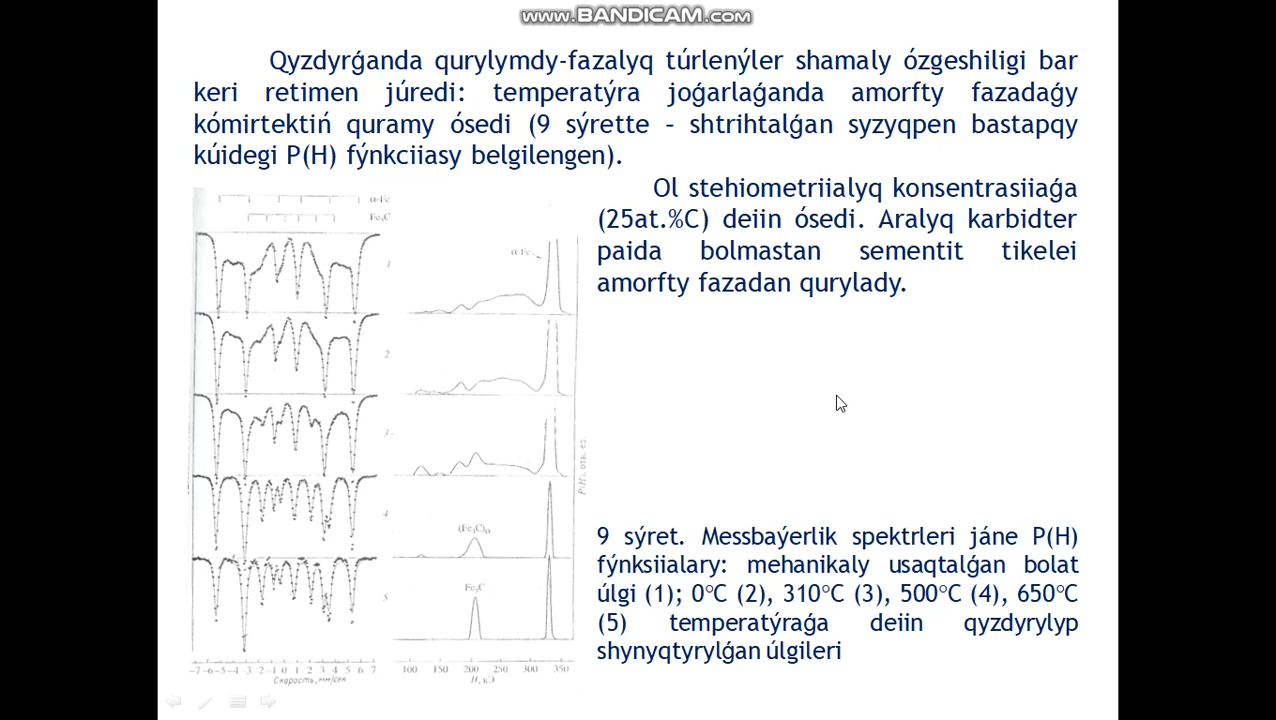 www.BANDICAM.com
Qyzdyrǵanda qurylymdy-fazalyq túrlenýler shamaly ózgeshiligi bar
keri retimen júredi: temperatýra joǵarlaǵanda amorfty fazadaǵy
kómirtektiń quramy ósedi (9 sýrette – shtrihtalǵan syzyqpen bastapqy
kúidegi P(H) fýnkciiasy belgilengen).
Ol stehiometriialyq konsentrasiiaǵa
(25at.%C) deiin ósedi. Aralyq karbidter
paida bolmastan sementit tikelei
amorfty fazadan qurylady.
α-Fe
Fe₃C
1
α-Fe
2
3
4
(Fe₃C)D
5
Fe₃C
P(H), отн. ед.
-7 -6 -5 -4 -3 -2 -1 0 1 2 3 4 5 6 7
Скорость, мм/сек
100 150 200 250 300 350
H, кЭ
9 sýret. Messbaýerlik spektrleri jáne P(H)
fýnksiialary: mehanikaly usaqtalǵan bolat
úlgi (1); 0°C (2), 310°C (3), 500°C (4), 650°C
(5) temperatýraǵa deiin qyzdyrylyp
shynyqtyrylǵan úlgileri